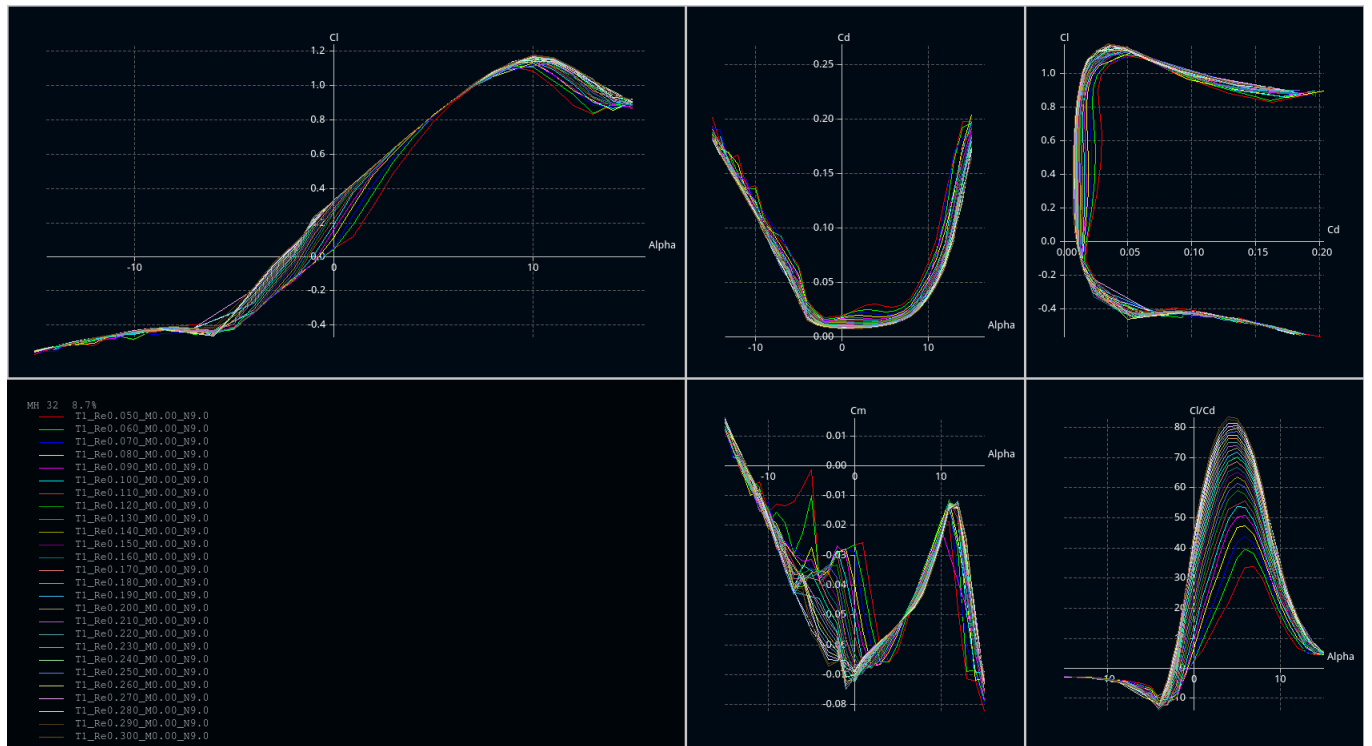 Cl
1.2
1.0
0.8
0.6
0.4
0.2
0.0
-0.2
-0.4
-10
0
10
Alpha
Cd
0.25
0.20
0.15
0.10
0.05
0.00
-10
0
10
Alpha
Cl
1.0
0.8
0.6
0.4
0.2
0.0
-0.2
-0.4
0.00
0.05
0.10
0.15
0.20
Cd
MH 32 8.7%
T1_Re0.050_M0.00_N9.0
T1_Re0.060_M0.00_N9.0
T1_Re0.070_M0.00_N9.0
T1_Re0.080_M0.00_N9.0
T1_Re0.090_M0.00_N9.0
T1_Re0.100_M0.00_N9.0
T1_Re0.110_M0.00_N9.0
T1_Re0.120_M0.00_N9.0
T1_Re0.130_M0.00_N9.0
T1_Re0.140_M0.00_N9.0
T1_Re0.150_M0.00_N9.0
T1_Re0.160_M0.00_N9.0
T1_Re0.170_M0.00_N9.0
T1_Re0.180_M0.00_N9.0
T1_Re0.190_M0.00_N9.0
T1_Re0.200_M0.00_N9.0
T1_Re0.210_M0.00_N9.0
T1_Re0.220_M0.00_N9.0
T1_Re0.230_M0.00_N9.0
T1_Re0.240_M0.00_N9.0
T1_Re0.250_M0.00_N9.0
T1_Re0.260_M0.00_N9.0
T1_Re0.270_M0.00_N9.0
T1_Re0.280_M0.00_N9.0
T1_Re0.290_M0.00_N9.0
T1_Re0.300_M0.00_N9.0
Cm
0.01
0.00
-0.01
-0.02
-0.03
-0.04
-0.05
-0.06
-0.08
-10
0
10
Alpha
Cl/Cd
80
70
60
50
40
30
20
-10
0
10
Alpha